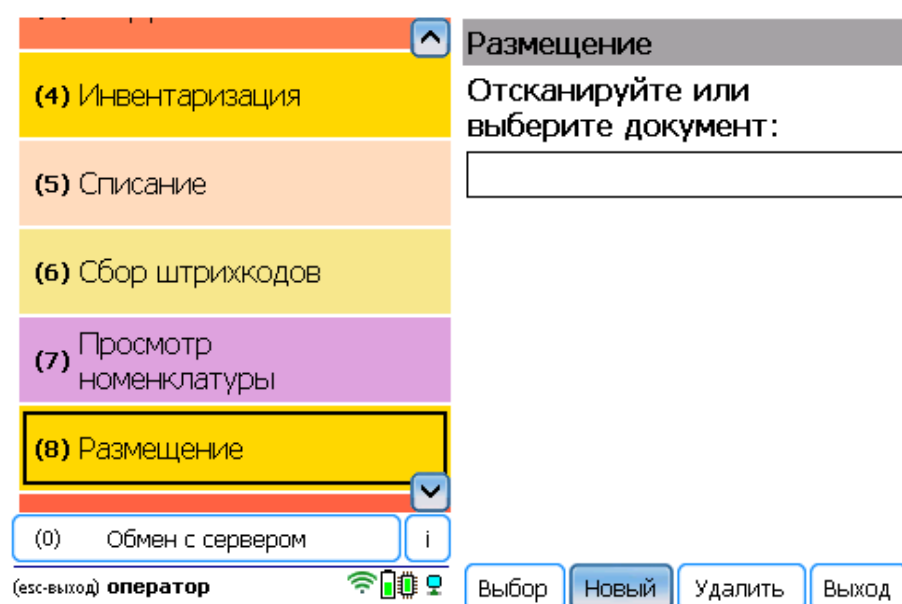 (4) Инвентаризация
(5) Списание
(6) Сбор штрихкодов
(7) Просмотр
номенклатуры
(8) Размещение
(0) Обмен с сервером i
(esc-выход) оператор
Размещение
Отсканируйте или
выберите документ:
Выбор Новый Удалить Выход